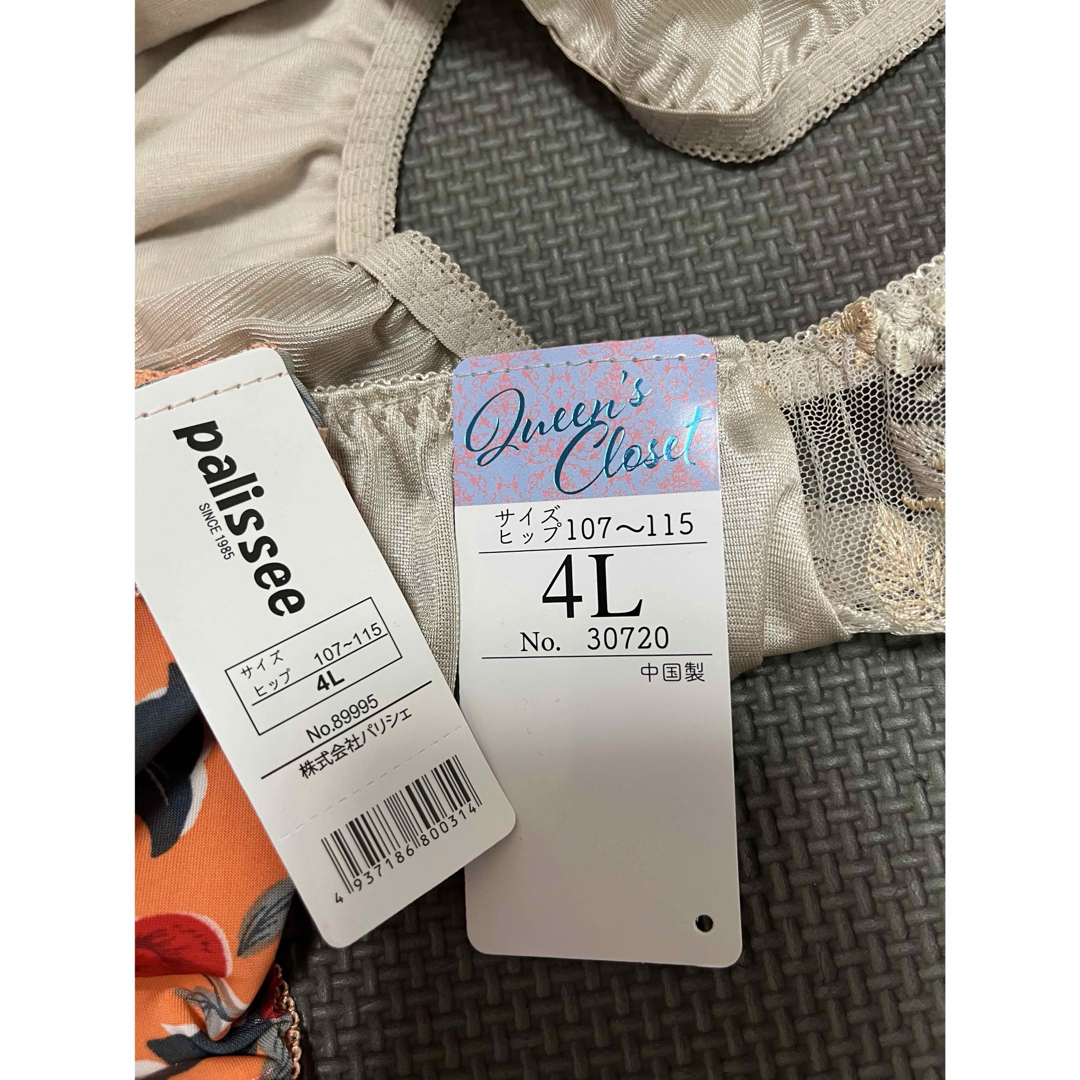 palissee
SINCE 1985
サイズ
ヒップ 107~115
4L
No.89995
株式会社パリシェ
4 937186 800314
Queen's
Closet
サイズ
ヒップ 107～115
4L
No. 30720
中国製